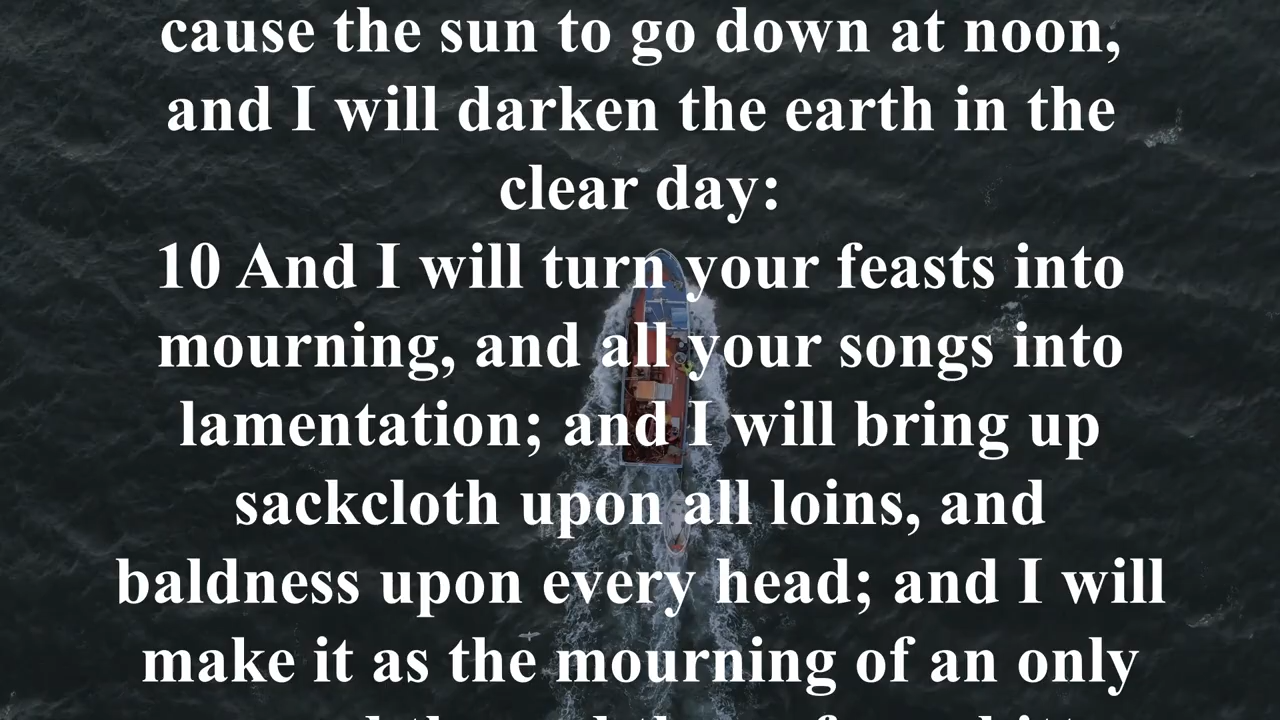 cause the sun to go down at noon,
and I will darken the earth in the
clear day:
10 And I will turn your feasts into
mourning, and all your songs into
lamentation; and I will bring up
sackcloth upon all loins, and
baldness upon every head; and I will
make it as the mourning of an only